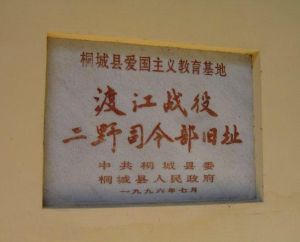 桐城县爱国主义教育基地
渡江战役
二野司令部旧址
中共桐城县委
桐城县人民政府
一九九六年七月